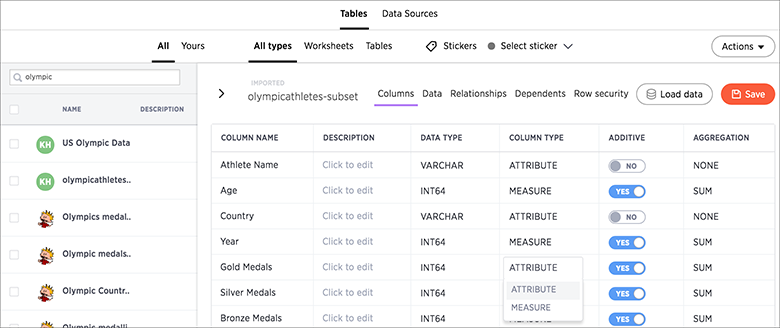 Tables Data Sources
All Yours All types Worksheets Tables Stickers Select sticker Actions
olympic
NAME DESCRIPTION
KH US Olympic Data
KH olympicathletes..
Olympics medal..
Olympic medals..
Olympic Countr..
IMPORTED
olympicathletes-subset Columns Data Relationships Dependents Row security Load data Save
COLUMN NAME DESCRIPTION DATA TYPE COLUMN TYPE ADDITIVE AGGREGATION
Athlete Name Click to edit VARCHAR ATTRIBUTE NO NONE
Age Click to edit INT64 MEASURE YES SUM
Country Click to edit VARCHAR ATTRIBUTE NO NONE
Year Click to edit INT64 MEASURE YES SUM
Gold Medals Click to edit INT64 ATTRIBUTE YES SUM
Silver Medals Click to edit INT64 ATTRIBUTE YES SUM
MEASURE
Bronze Medals Click to edit INT64 YES SUM